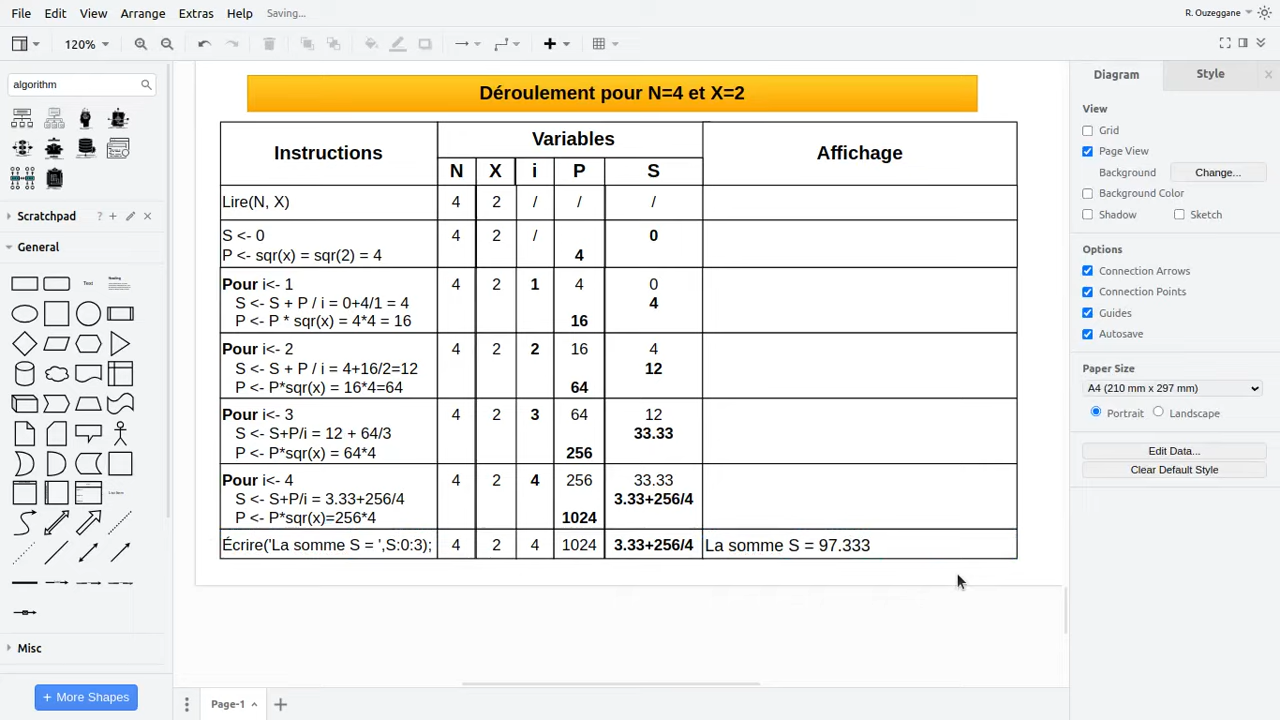 File Edit View Arrange Extras Help Saving...
R. Ouzeggane
120%
algorithm
Scratchpad
General
Text
Heading
Misc
+ More Shapes
Déroulement pour N=4 et X=2
Instructions Variables Affichage
N X i P S
Lire(N, X) 4 2 / / /
S <- 0 4 2 / 0
P <- sqr(x) = sqr(2) = 4 4
Pour i<- 1 4 2 1 4 0
S <- S + P / i = 0+4/1 = 4 4
P <- P * sqr(x) = 4*4 = 16 16
Pour i<- 2 4 2 2 16 4
S <- S + P / i = 4+16/2=12 12
P <- P*sqr(x) = 16*4=64 64
Pour i<- 3 4 2 3 64 12
S <- S+P/i = 12 + 64/3 33.33
P <- P*sqr(x) = 64*4 256
Pour i<- 4 4 2 4 256 33.33
S <- S+P/i = 3.33+256/4 3.33+256/4
P <- P*sqr(x)=256*4 1024
Écrire('La somme S = ',S:0:3); 4 2 4 1024 3.33+256/4 La somme S = 97.333
Page-1
Diagram Style
View
Grid
Page View
Background Change...
Background Color
Shadow Sketch
Options
Connection Arrows
Connection Points
Guides
Autosave
Paper Size
A4 (210 mm x 297 mm)
Portrait Landscape
Edit Data...
Clear Default Style